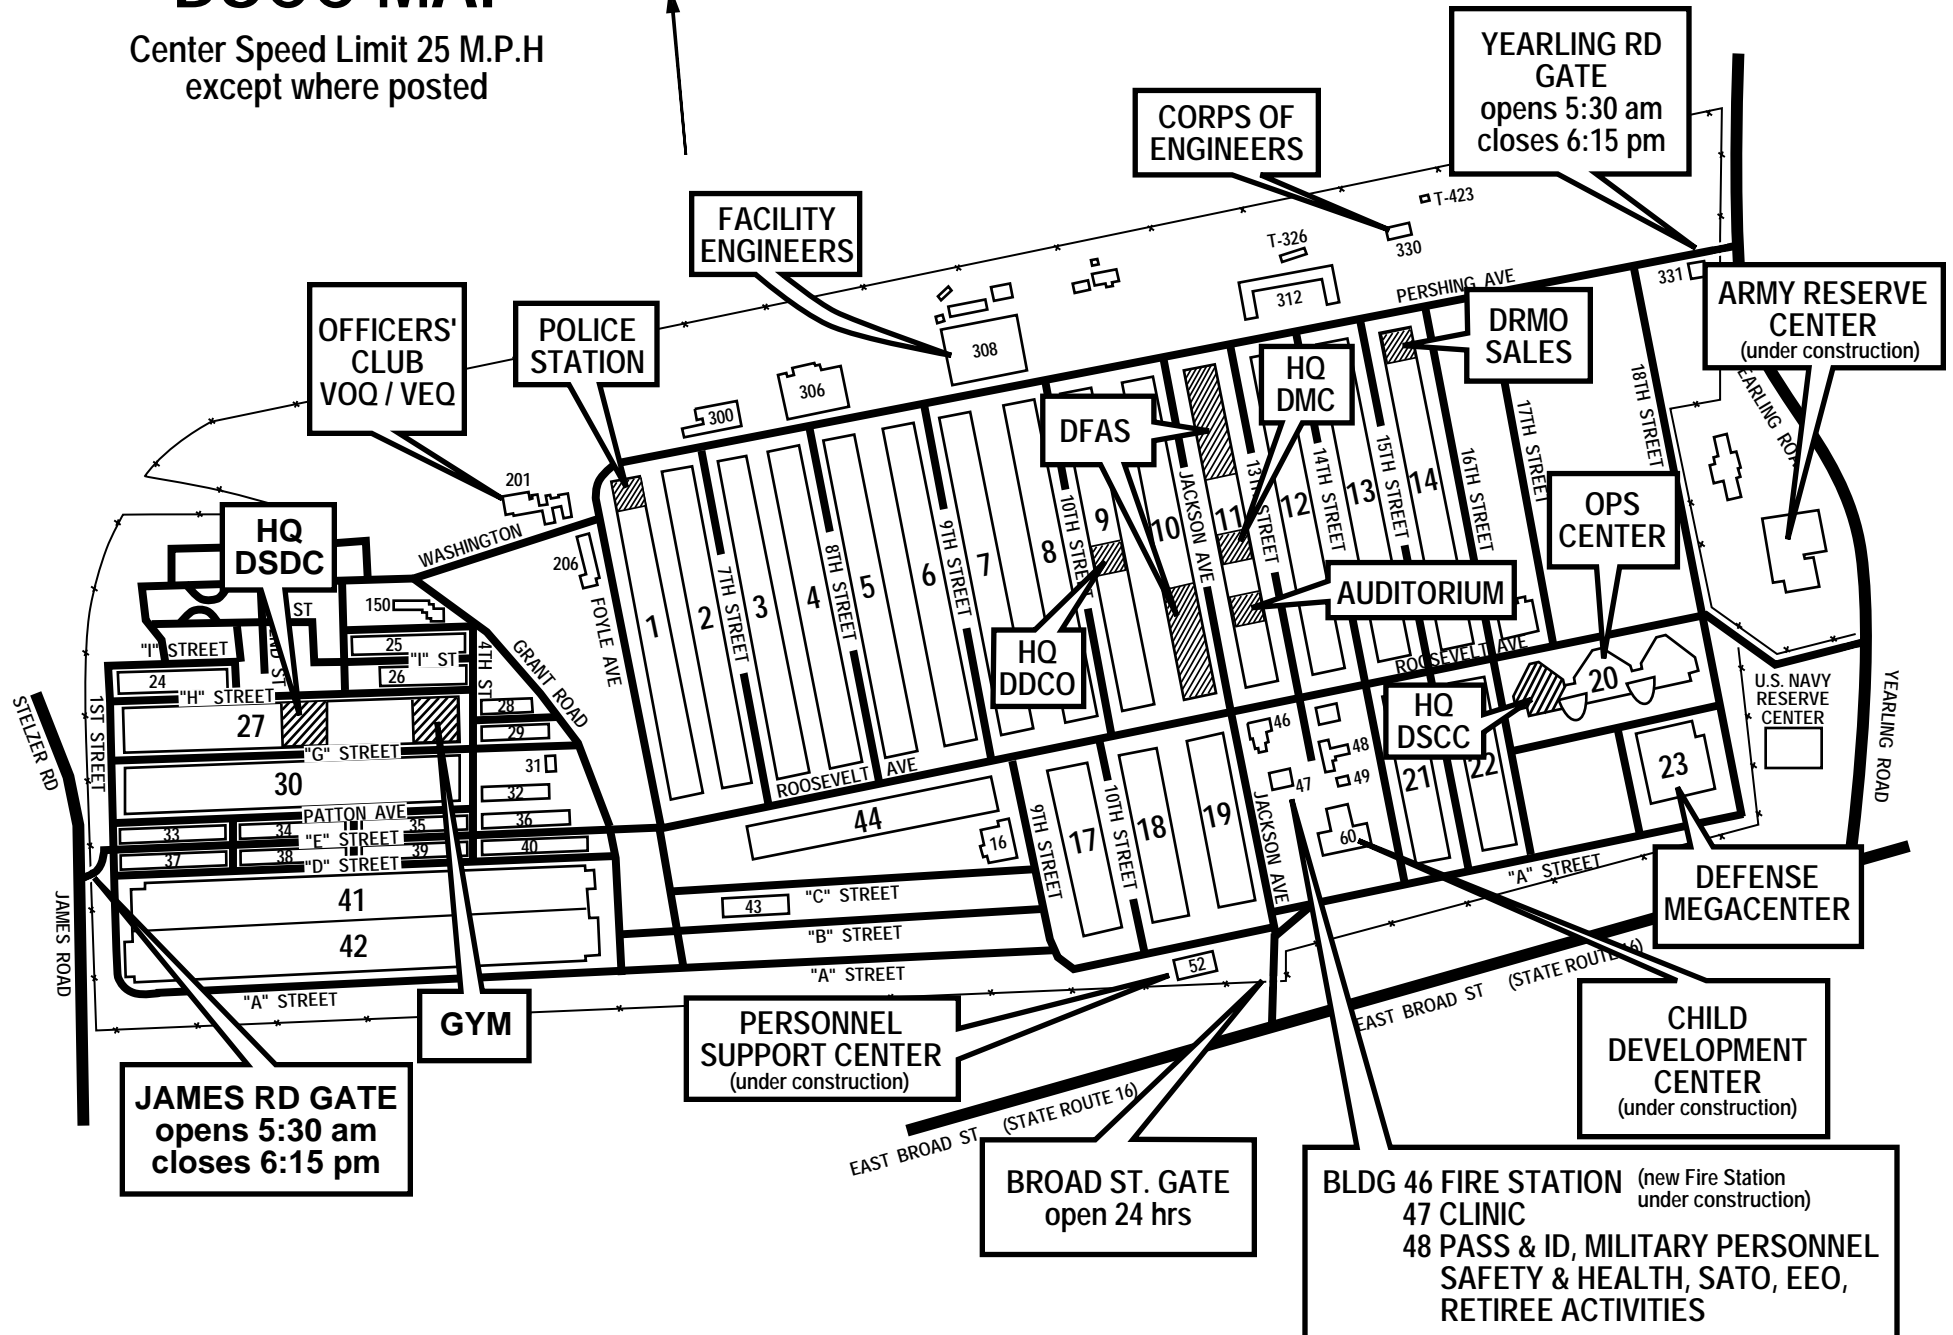 DSCC MAP
Center Speed Limit 25 M.P.H
except where posted
YEARLING RD
GATE
opens 5:30 am
closes 6:15 pm
CORPS OF
ENGINEERS
T-423
330
T-326
312
PERSHING AVE
331
FACILITY
ENGINEERS
308
306
300
OFFICERS'
CLUB
VOQ / VEQ
POLICE
STATION
201
206
WASHINGTON
DRMO
SALES
HQ
DMC
DFAS
ARMY RESERVE
CENTER
(under construction)
EARLING ROA
18TH STREET
17TH STREET
16TH STREET
15TH STREET
14TH STREET
13TH STREET
JACKSON AVE
10TH STREET
9TH STREET
8TH STREET
7TH STREET
FOYLE AVE
1
2
3
4
5
6
7
8
9
10
11
12
13
14
OPS
CENTER
AUDITORIUM
HQ
DDCO
HQ
DSCC
20
ROOSEVELT AVE
ROOSEVELT AVE
HQ
DSDC
ST
2ND ST
150
25
"I" STREET
"I" ST
26
24
"H" STREET
27
"G" STREET
30
PATTON AVE
33
34
35
"E" STREET
37
38
39
"D" STREET
41
42
4TH ST
GRANT ROAD
28
29
31
32
36
40
1ST STREET
STELZER RD
JAMES ROAD
"A" STREET
GYM
44
16
9TH STREET
17
10TH STREET
18
19
JACKSON AVE
46
48
47
49
60
21
22
23
U.S. NAVY
RESERVE
CENTER
YEARLING ROAD
"C" STREET
43
"B" STREET
"A" STREET
52
"A" STREET
DEFENSE
MEGACENTER
EAST BROAD ST (STATE ROUTE 16)
EAST BROAD ST (STATE ROUTE 16)
PERSONNEL
SUPPORT CENTER
(under construction)
CHILD
DEVELOPMENT
CENTER
(under construction)
JAMES RD GATE
opens 5:30 am
closes 6:15 pm
BROAD ST. GATE
open 24 hrs
BLDG 46 FIRE STATION (new Fire Station
under construction)
47 CLINIC
48 PASS & ID, MILITARY PERSONNEL
SAFETY & HEALTH, SATO, EEO,
RETIREE ACTIVITIES